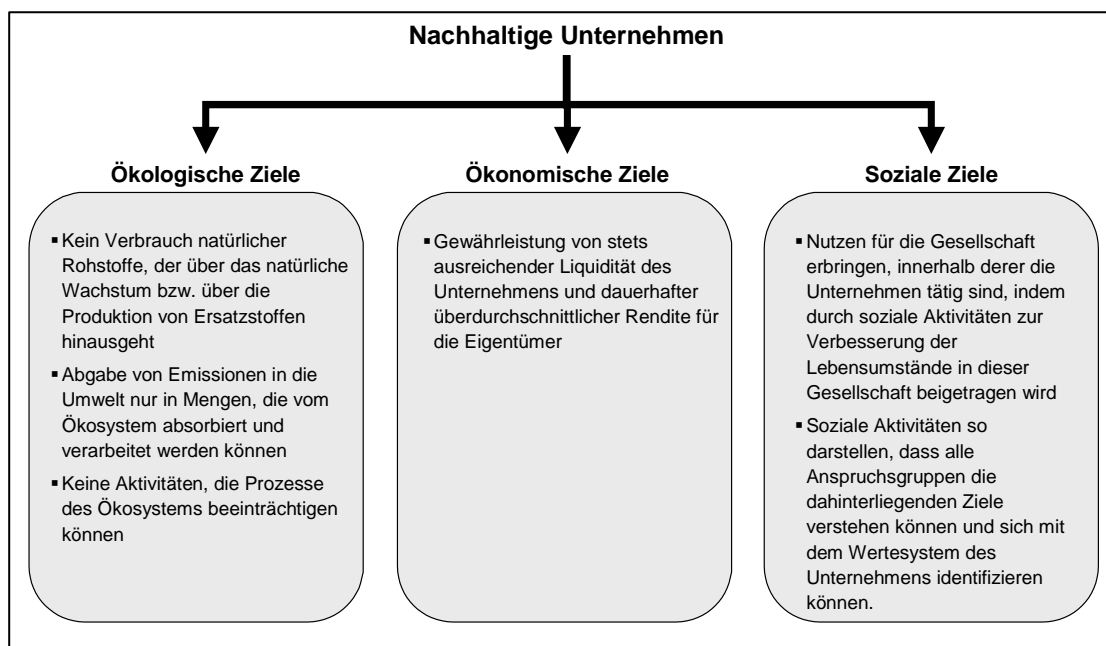 Nachhaltige Unternehmen
Ökologische Ziele
▪ Kein Verbrauch natürlicher
Rohstoffe, der über das natürliche
Wachstum bzw. über die
Produktion von Ersatzstoffen
hinausgeht
▪ Abgabe von Emissionen in die
Umwelt nur in Mengen, die vom
Ökosystem absorbiert und
verarbeitet werden können
▪ Keine Aktivitäten, die Prozesse
des Ökosystems beeinträchtigen
können
Ökonomische Ziele
▪ Gewährleistung von stets
ausreichender Liquidität des
Unternehmens und dauerhafter
überdurchschnittlicher Rendite für
die Eigentümer
Soziale Ziele
▪ Nutzen für die Gesellschaft
erbringen, innerhalb derer die
Unternehmen tätig sind, indem
durch soziale Aktivitäten zur
Verbesserung der
Lebensumstände in dieser
Gesellschaft beigetragen wird
▪ Soziale Aktivitäten so
darstellen, dass alle
Anspruchsgruppen die
dahinterliegenden Ziele
verstehen können und sich mit
dem Wertesystem des
Unternehmens identifizieren
können.